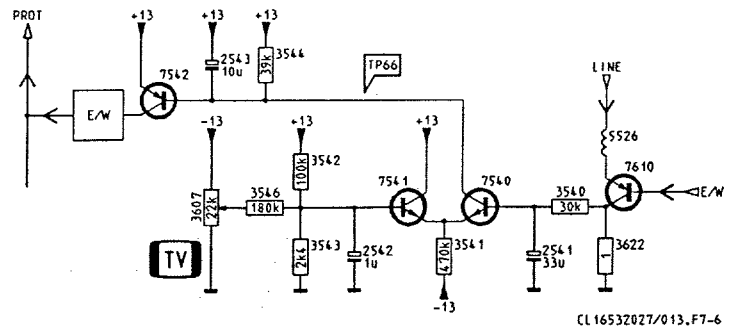 PROT
+13
+13
+13
7542
2543
10u
3544
39k
TP66
LINE
E/W
-13
+13
+13
5526
3542
100k
7541
7540
7610
3607
22k
3546
180k
3540
30k
E/W
TV
3543
2k4
2542
1u
3541
470k
2541
33u
3622
1
-13
CL16532027/013.F7-6